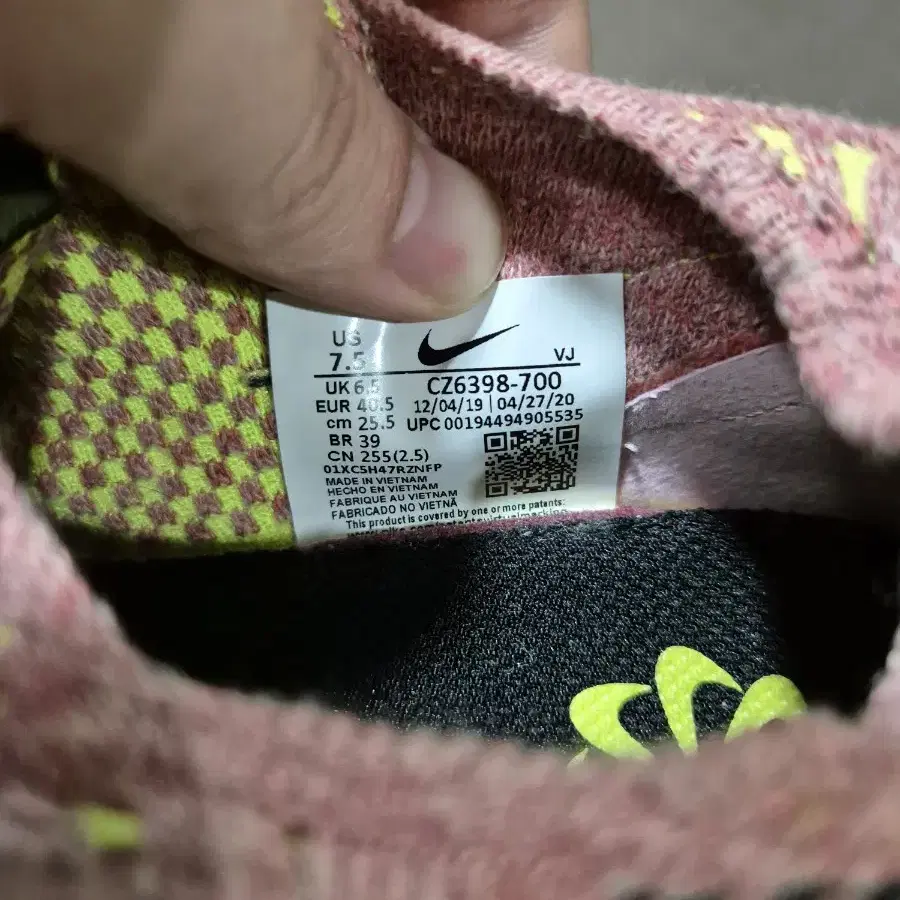 US
7.5
VJ
UK 6.5
CZ6398-700
EUR 40.5
12/04/19 | 04/27/20
cm 25.5
UPC 00194494905535
BR 39
CN 255(2.5)
01XC5H47RZNFP
MADE IN VIETNAM
HECHO EN VIETNAM
FABRIQUE AU VIETNAM
FABRICADO NO VIETNÃ
This product is covered by one or more patents: